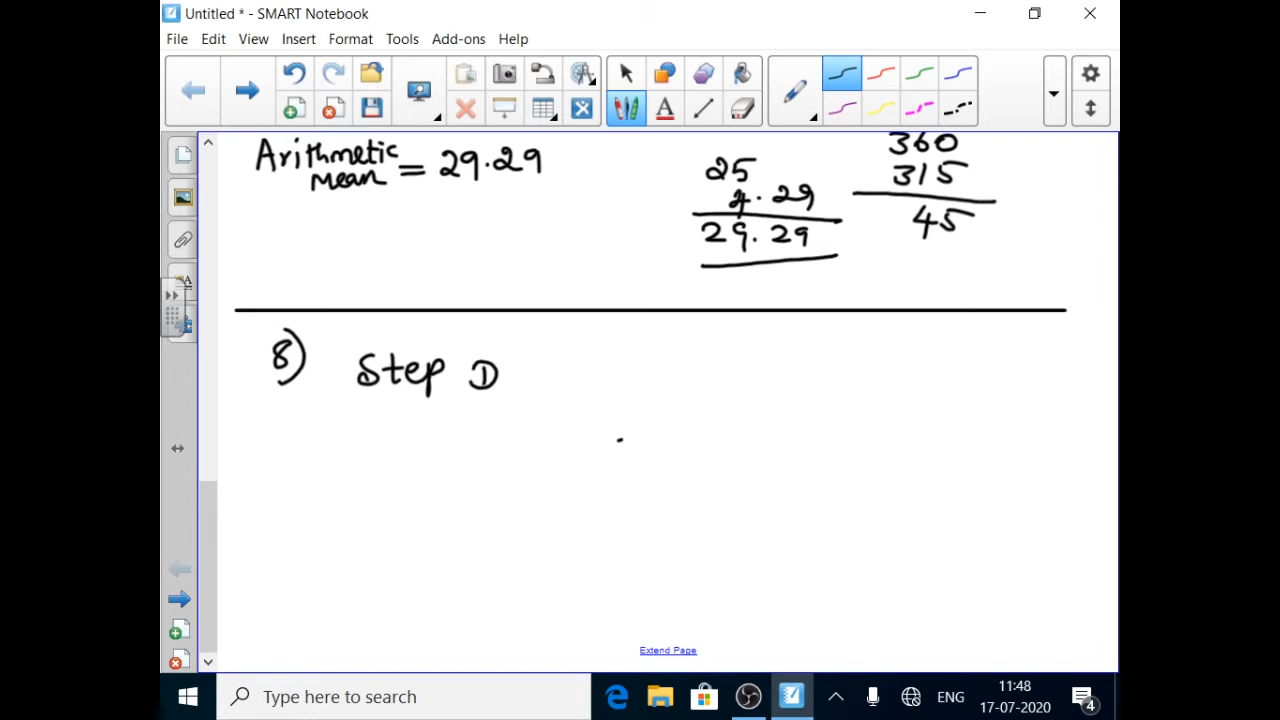 Untitled * - SMART Notebook
File Edit View Insert Format Tools Add-ons Help
Arithmetic mean = 29.29
25
4.29
29.29
360
315
45
8) Step D
Extend Page
Type here to search
ENG
11:48
17-07-2020
4